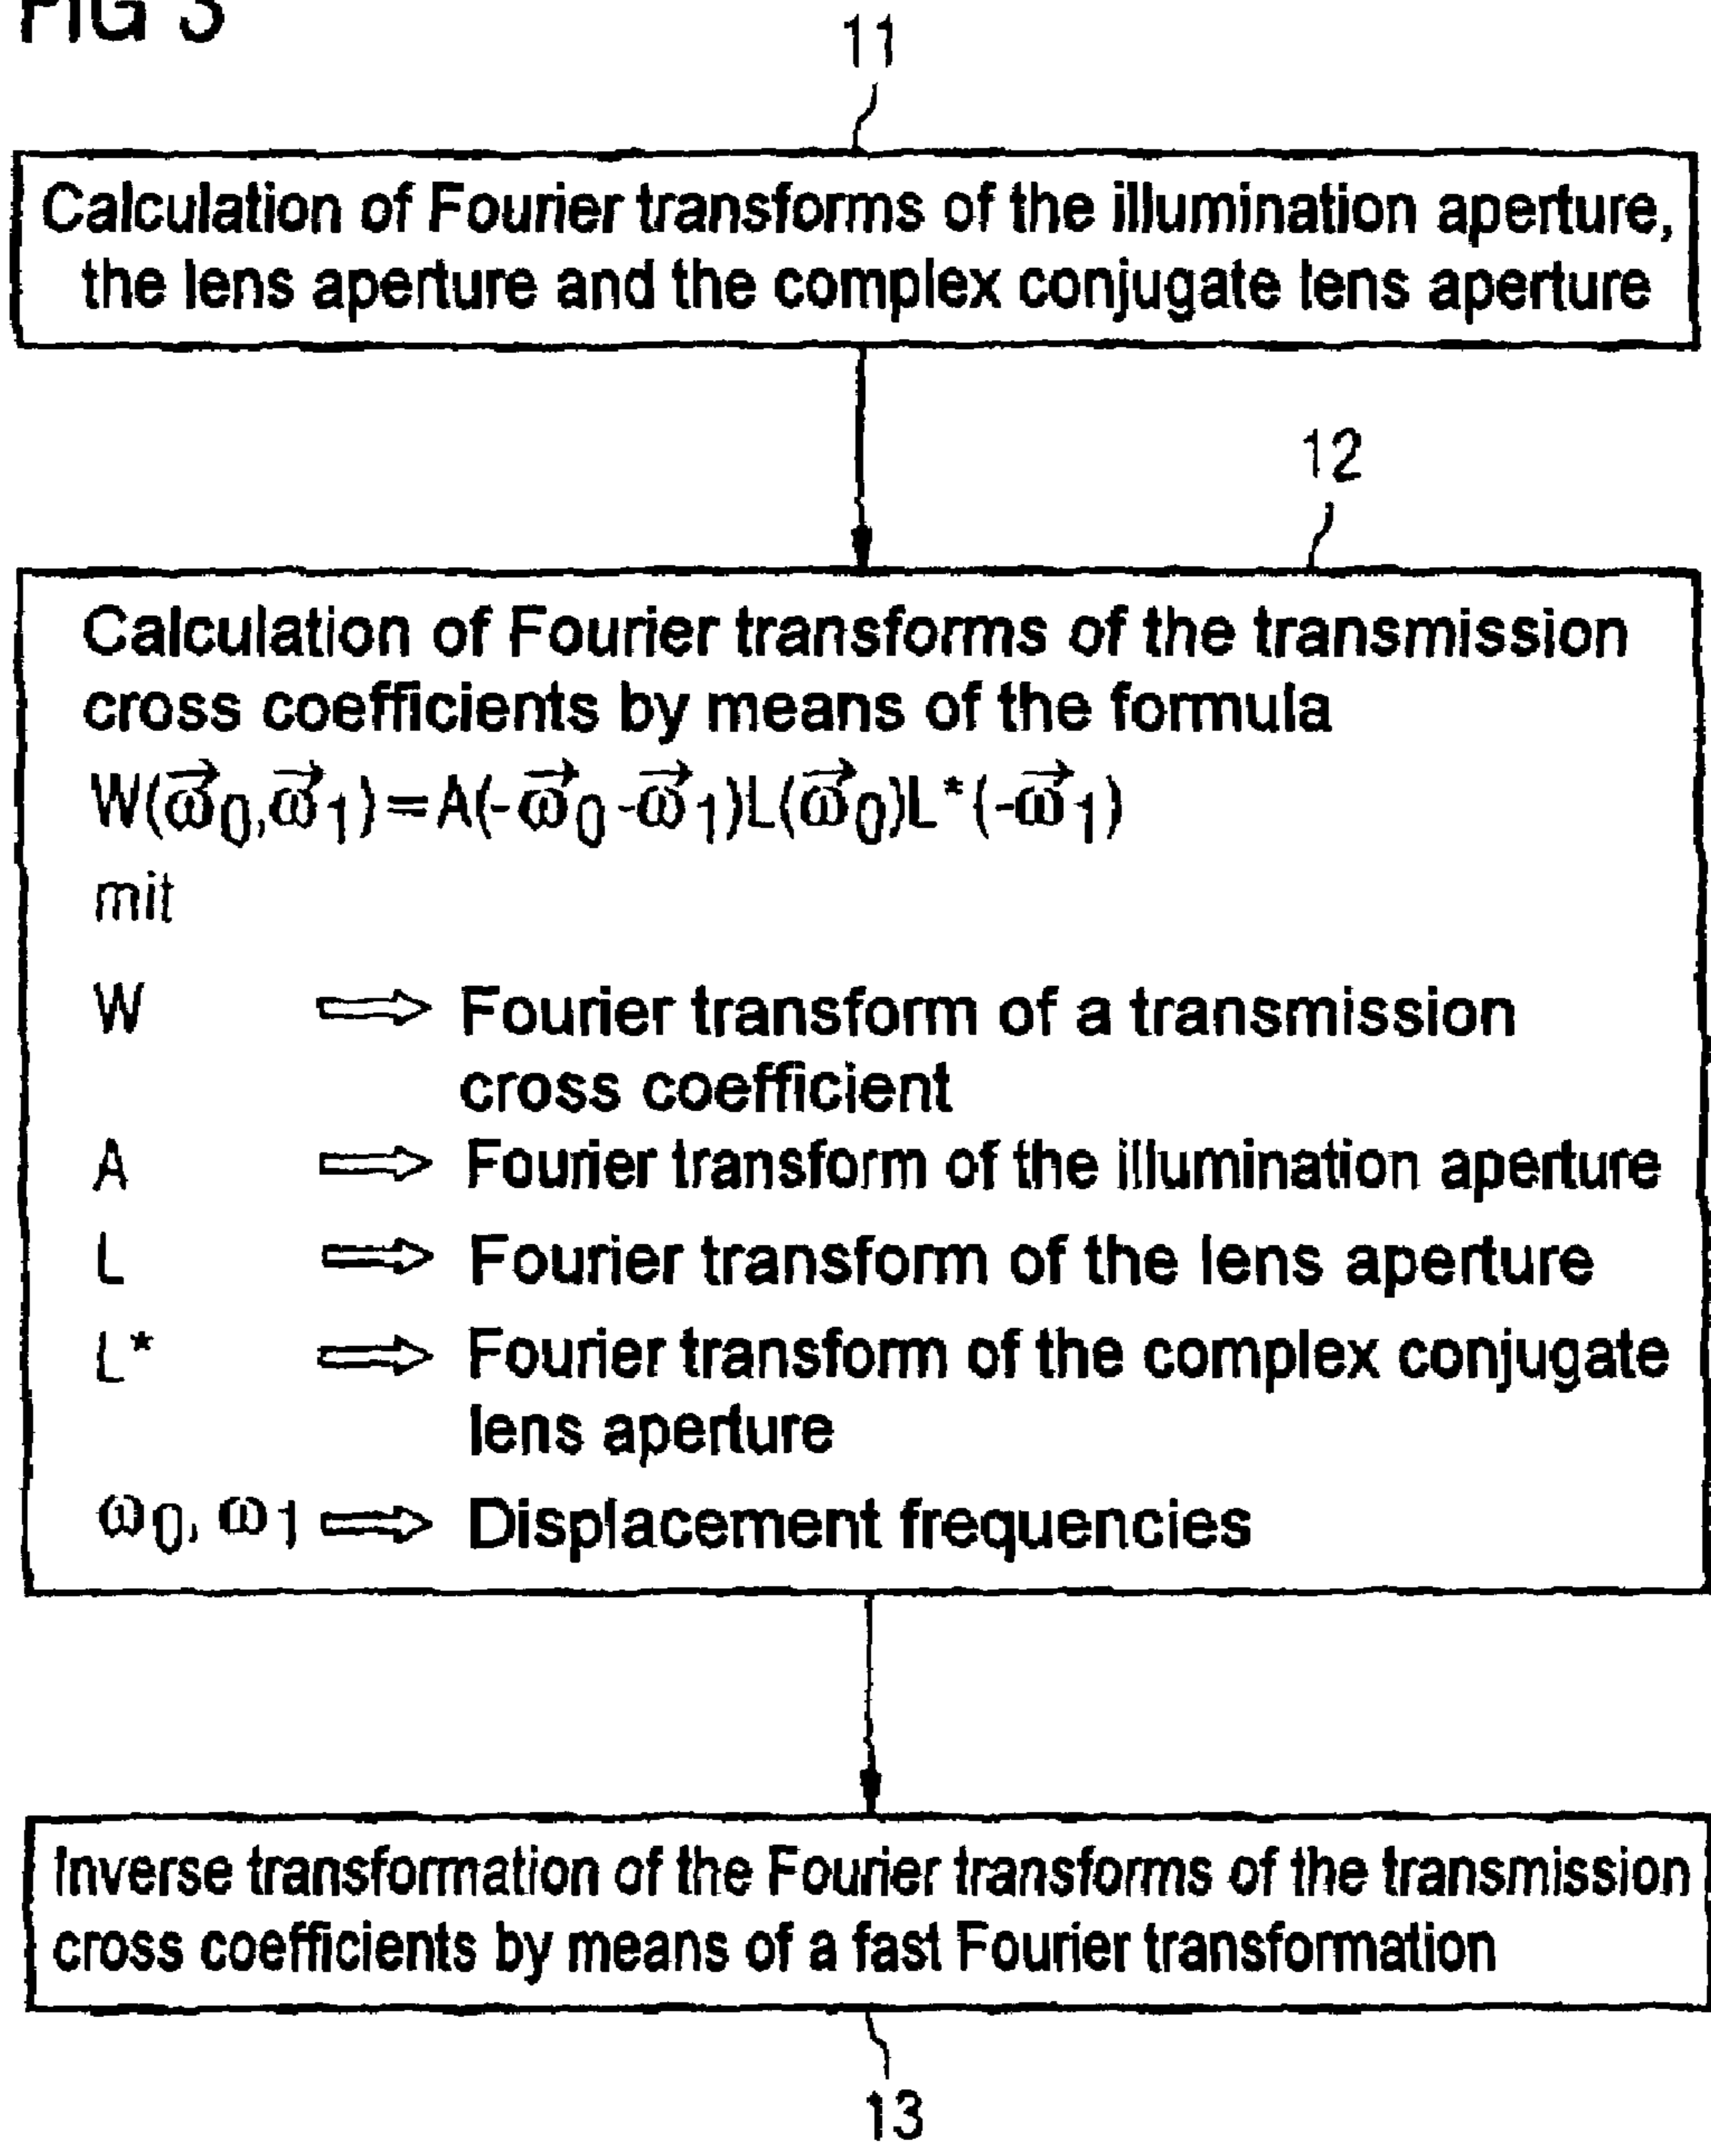 FIG 3
11
Calculation of Fourier transforms of the illumination aperture,
the lens aperture and the complex conjugate lens aperture
12
Calculation of Fourier transforms of the transmission
cross coefficients by means of the formula
W(ω⃗0,ω⃗1)=A(-ω⃗0-ω⃗1)L(ω⃗0)L*(-ω⃗1)
mit
W ⇒ Fourier transform of a transmission
cross coefficient
A ⇒ Fourier transform of the illumination aperture
L ⇒ Fourier transform of the lens aperture
L* ⇒ Fourier transform of the complex conjugate
lens aperture
ω0, ω1 ⇒ Displacement frequencies
Inverse transformation of the Fourier transforms of the transmission
cross coefficients by means of a fast Fourier transformation
13